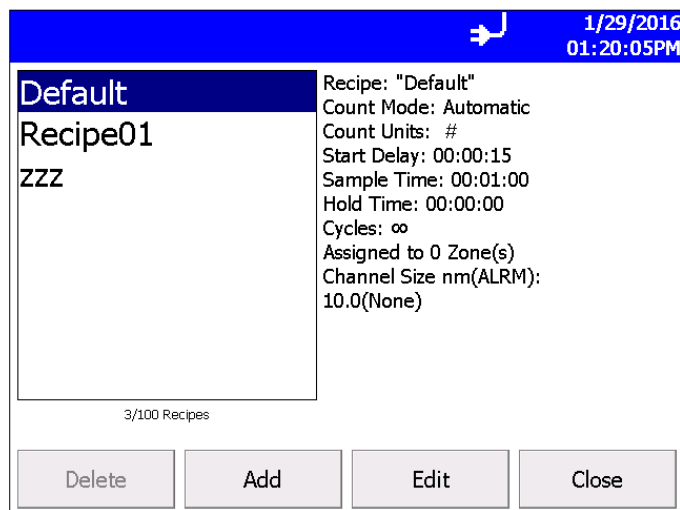 1/29/2016
01:20:05PM
Default
Recipe01
zzz
3/100 Recipes
Recipe: "Default"
Count Mode: Automatic
Count Units: #
Start Delay: 00:00:15
Sample Time: 00:01:00
Hold Time: 00:00:00
Cycles: ∞
Assigned to 0 Zone(s)
Channel Size nm(ALRM):
10.0(None)
Delete Add Edit Close